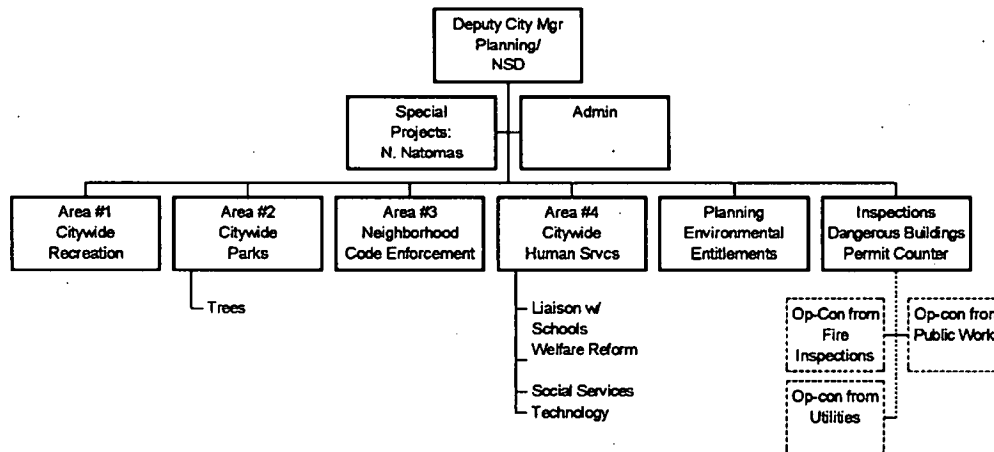 Deputy City Mgr
Planning/
NSD
Special
Projects:
N. Natomas
Admin
Area #1
Citywide
Recreation
Area #2
Citywide
Parks
Area #3
Neighborhood
Code Enforcement
Area #4
Citywide
Human Srvcs
Planning
Environmental
Entitlements
Inspections
Dangerous Buildings
Permit Counter
Trees
Liaison w/
Schools
Welfare Reform
Social Services
Technology
Op-Con from
Fire
Inspections
Op-con from
Public Work
Op-con from
Utilities